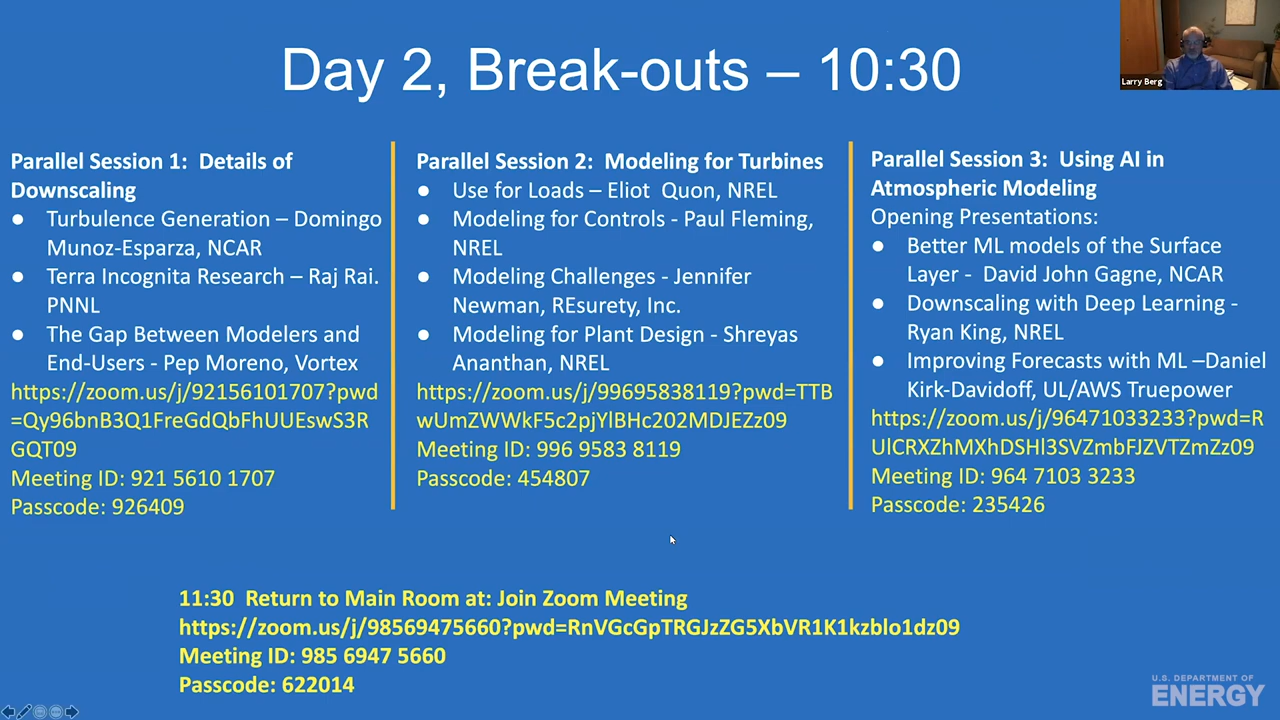 Day 2, Break-outs – 10:30
Larry Berg
Parallel Session 1:  Details of
Downscaling
● Turbulence Generation – Domingo
Munoz-Esparza, NCAR
● Terra Incognita Research – Raj Rai.
PNNL
● The Gap Between Modelers and
End-Users - Pep Moreno, Vortex
https://zoom.us/j/92156101707?pwd
=Qy96bnB3Q1FreGdQbFhUUEswS3R
GQT09
Meeting ID: 921 5610 1707
Passcode: 926409
Parallel Session 2:  Modeling for Turbines
● Use for Loads – Eliot  Quon, NREL
● Modeling for Controls - Paul Fleming,
NREL
● Modeling Challenges - Jennifer
Newman, REsurety, Inc.
● Modeling for Plant Design - Shreyas
Ananthan, NREL
https://zoom.us/j/99695838119?pwd=TTB
wUmZWWkF5c2pjYlBHc202MDJEZz09
Meeting ID: 996 9583 8119
Passcode: 454807
Parallel Session 3:  Using AI in
Atmospheric Modeling
Opening Presentations:
● Better ML models of the Surface
Layer -  David John Gagne, NCAR
● Downscaling with Deep Learning -
Ryan King, NREL
● Improving Forecasts with ML –Daniel
Kirk-Davidoff, UL/AWS Truepower
https://zoom.us/j/96471033233?pwd=R
UlCRXZhMXhDSHl3SVZmbFJZVTZmZz09
Meeting ID: 964 7103 3233
Passcode: 235426
11:30  Return to Main Room at: Join Zoom Meeting
https://zoom.us/j/98569475660?pwd=RnVGcGpTRGJzZG5XbVR1K1kzblo1dz09
Meeting ID: 985 6947 5660
Passcode: 622014
U.S. DEPARTMENT OF
ENERGY